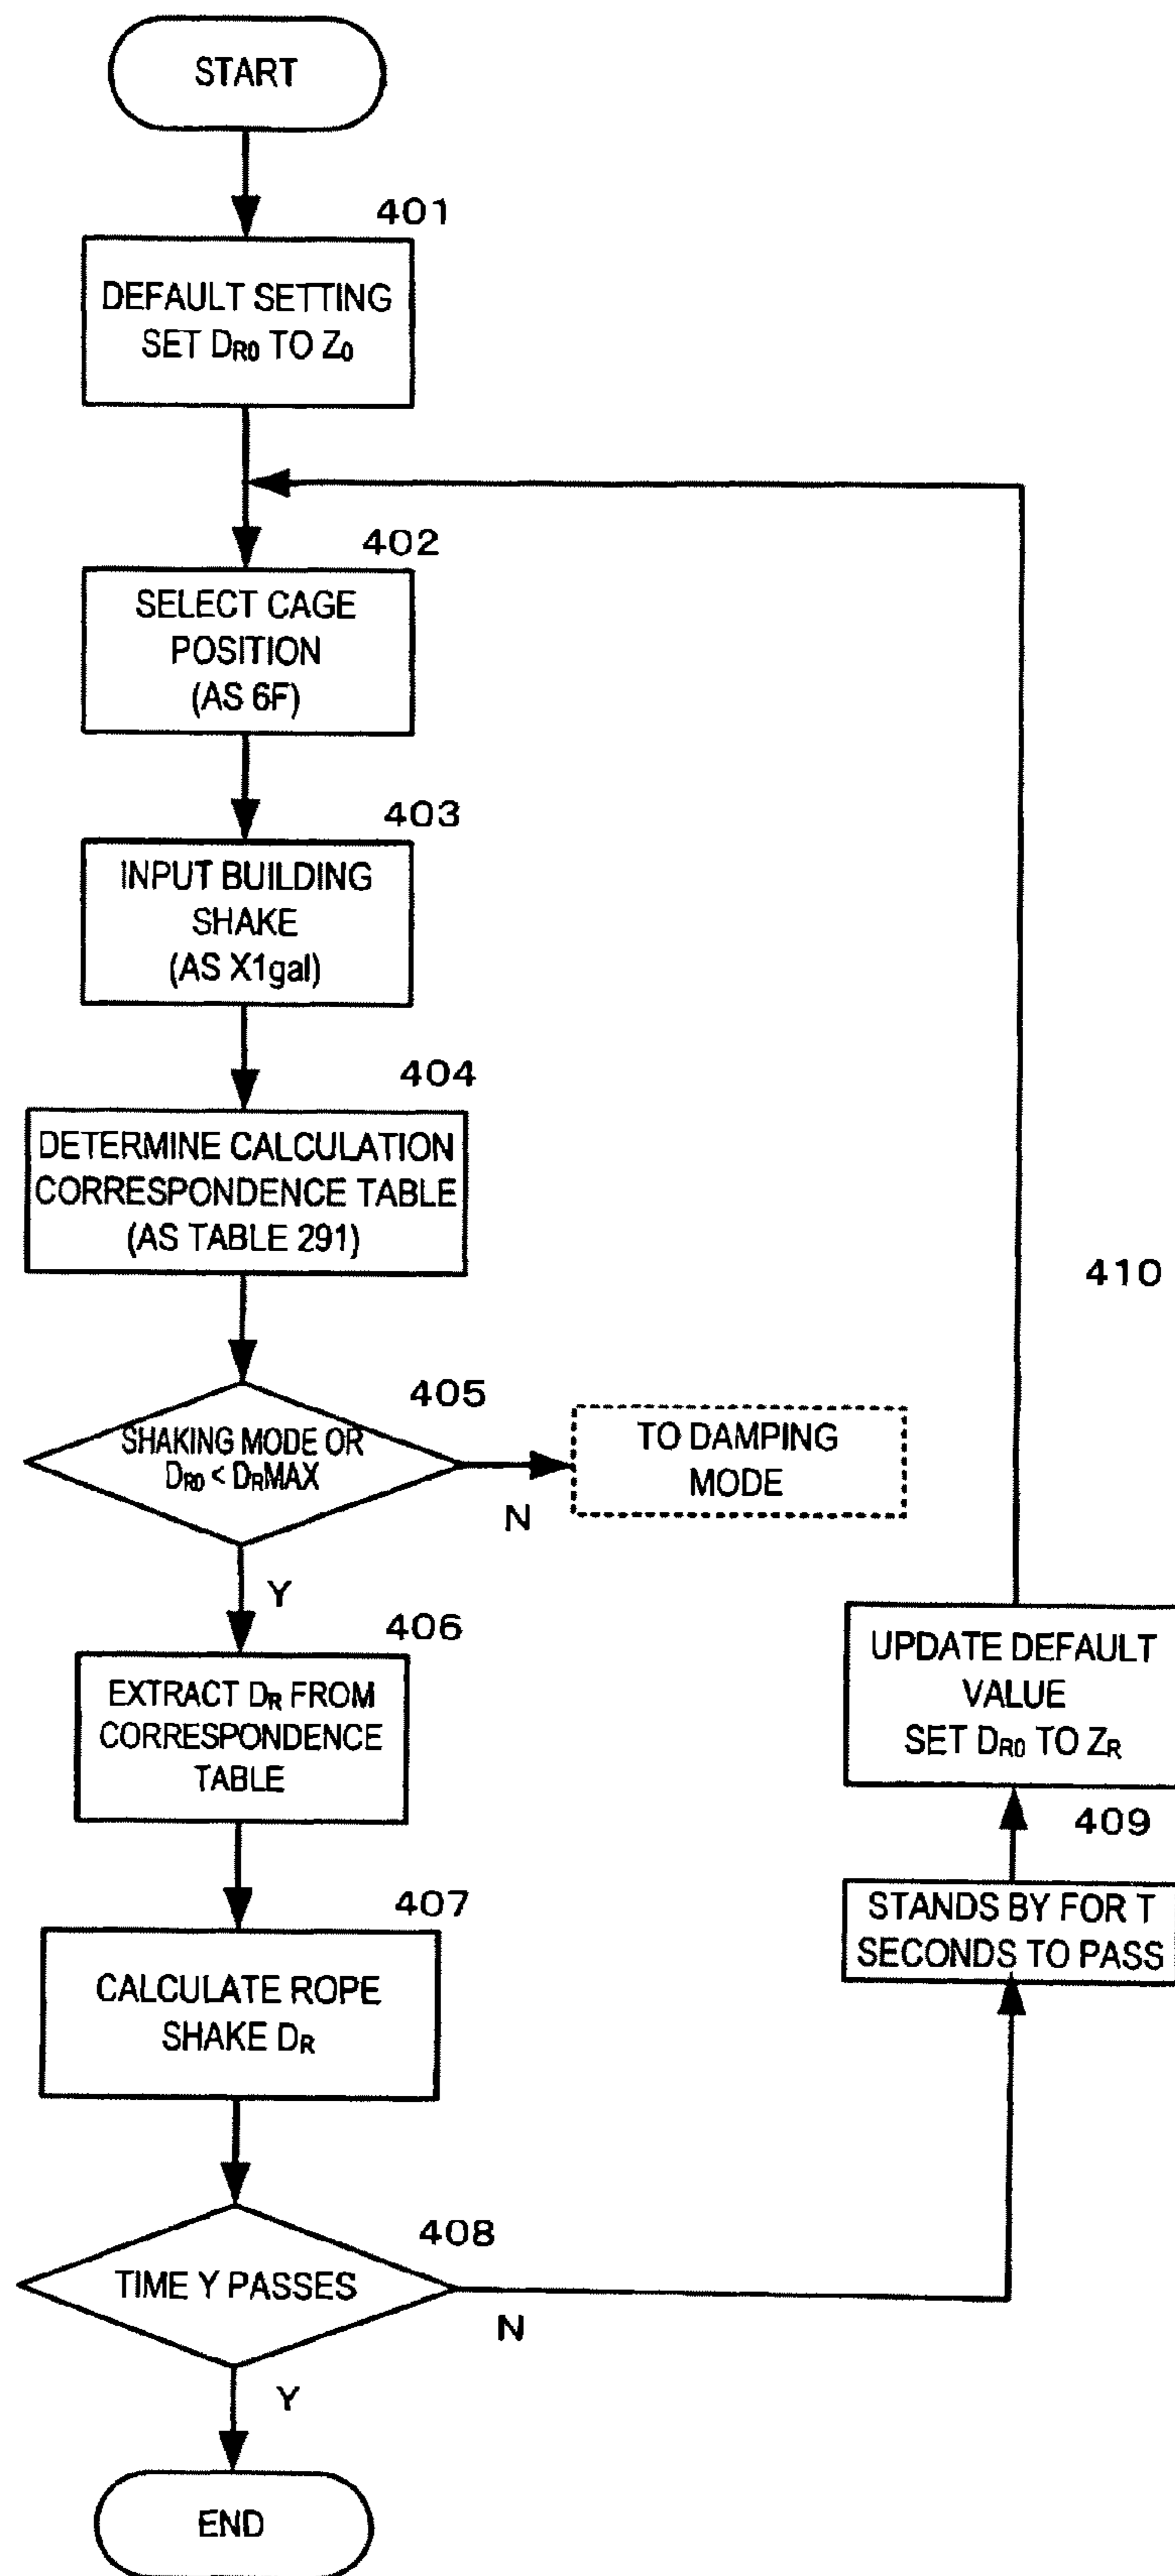 START
401
DEFAULT SETTING
SET DR0 TO Z0
402
SELECT CAGE
POSITION
(AS 6F)
403
INPUT BUILDING
SHAKE
(AS X1gal)
404
DETERMINE CALCULATION
CORRESPONDENCE TABLE
(AS TABLE 291)
405
SHAKING MODE OR
DR0 < DRMAX
N
TO DAMPING
MODE
Y
406
EXTRACT DR FROM
CORRESPONDENCE
TABLE
407
CALCULATE ROPE
SHAKE DR
408
TIME Y PASSES
N
Y
END
409
STANDS BY FOR T
SECONDS TO PASS
410
UPDATE DEFAULT
VALUE
SET DR0 TO ZR